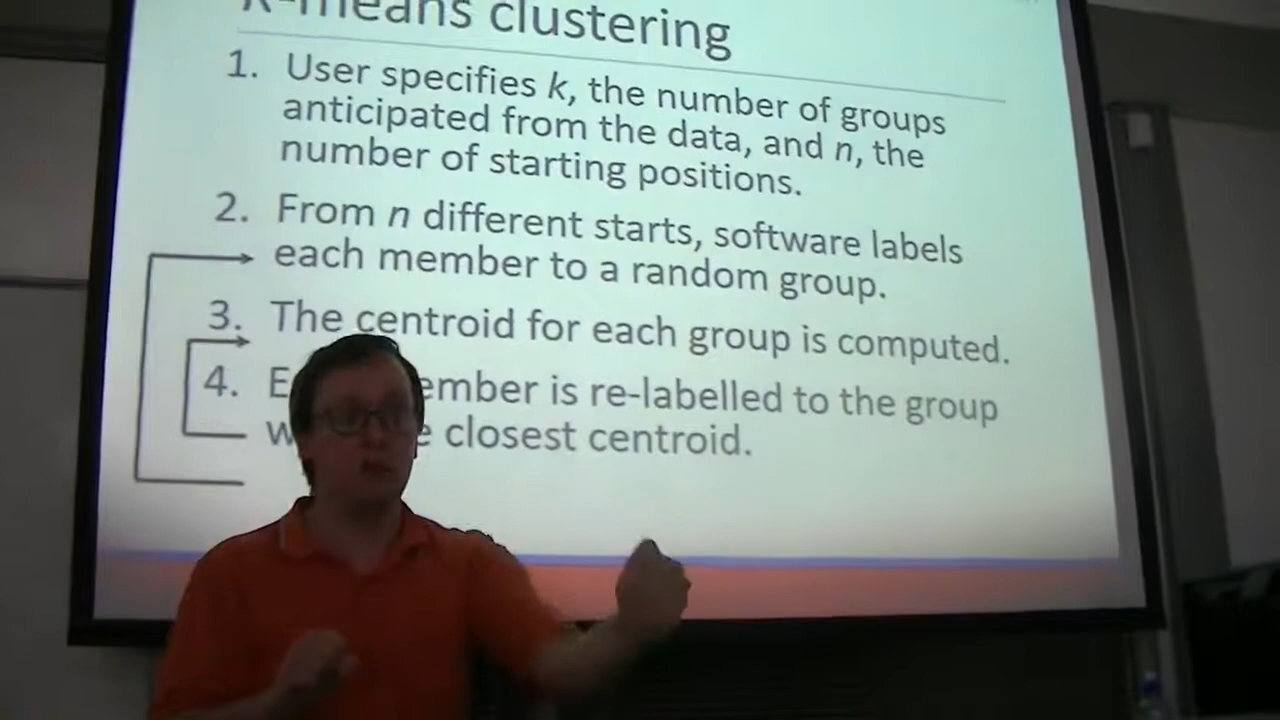 K-means clustering
1. User specifies k, the number of groups
anticipated from the data, and n, the
number of starting positions.
2. From n different starts, software labels
each member to a random group.
3. The centroid for each group is computed.
4. ember is re-labelled to the group
closest centroid.